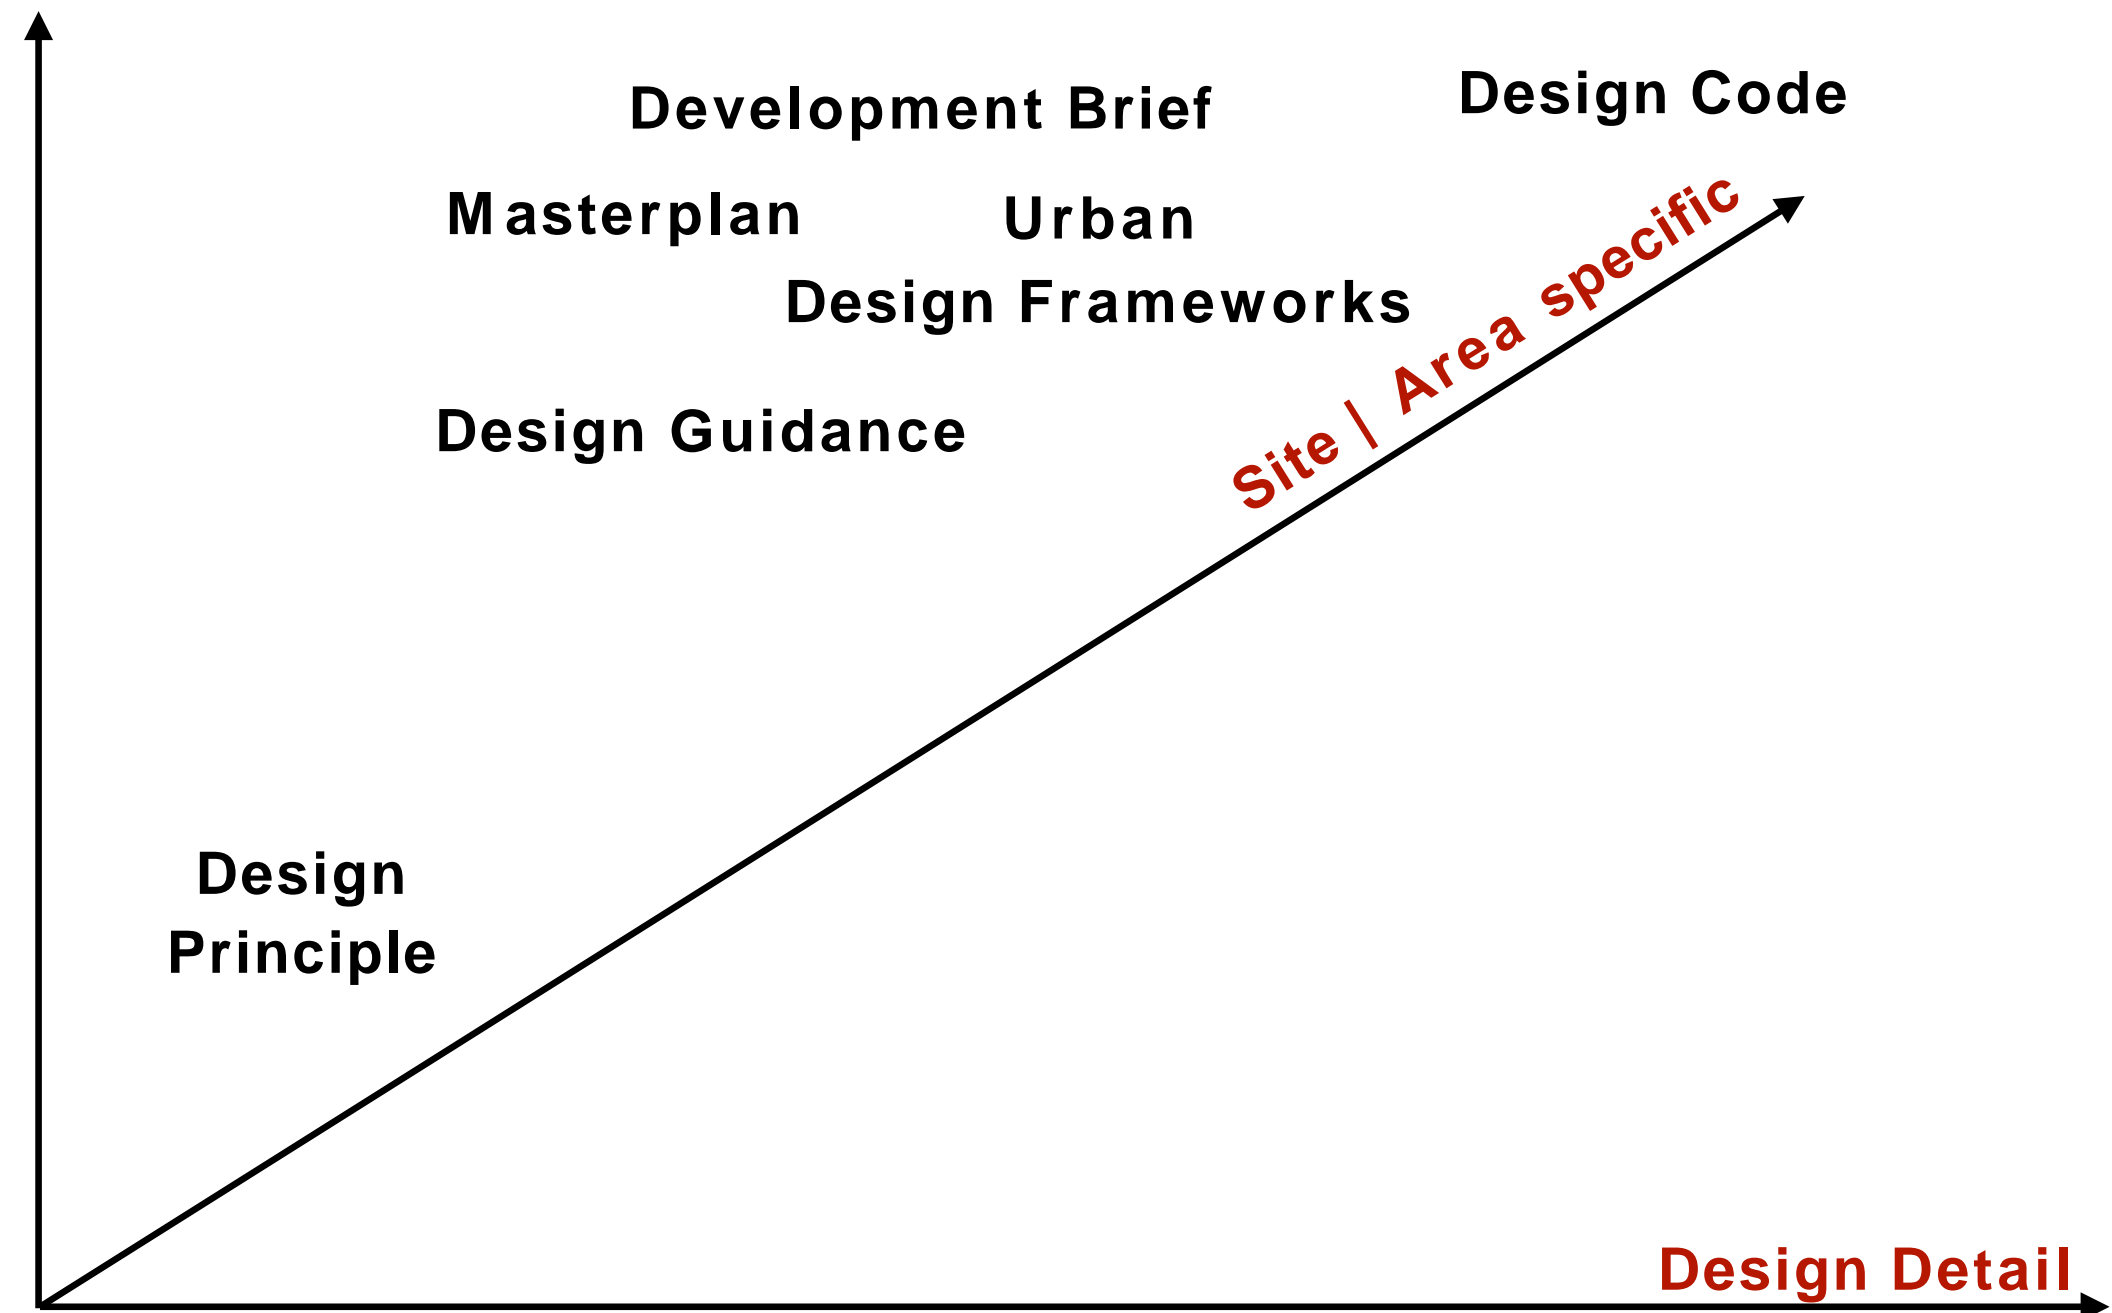 Development Brief
Design Code
Masterplan
Urban
Design Frameworks
Site | Area specific
Design Guidance
Design
Principle
Design Detail